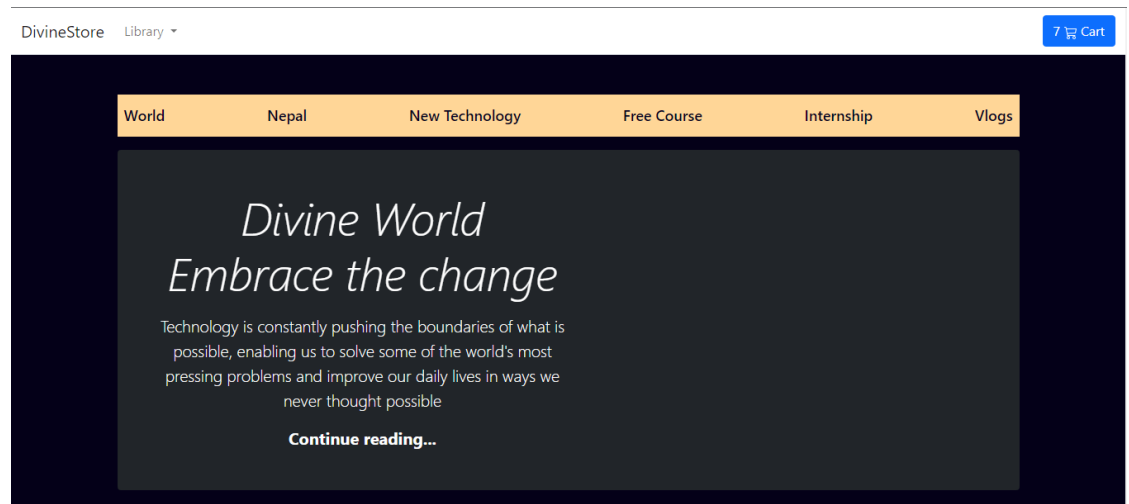 DivineStore Library 7 Cart
World Nepal New Technology Free Course Internship Vlogs
Divine World
Embrace the change
Technology is constantly pushing the boundaries of what is
possible, enabling us to solve some of the world's most
pressing problems and improve our daily lives in ways we
never thought possible
Continue reading...